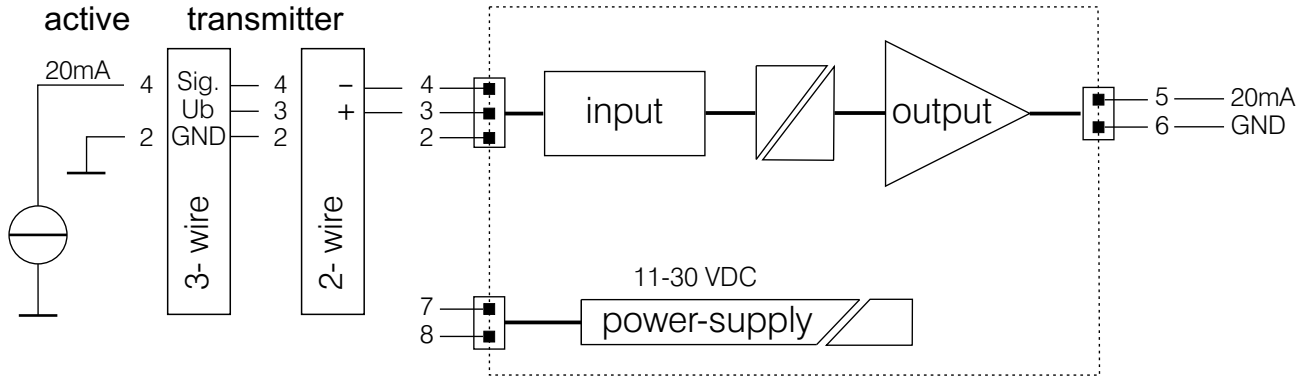 active transmitter
20mA 4 Sig. 4 – 4
Ub 3 + 3
2 GND 2 2
3- wire
2- wire
input
output
5 20mA
6 GND
11-30 VDC
7
8
power-supply